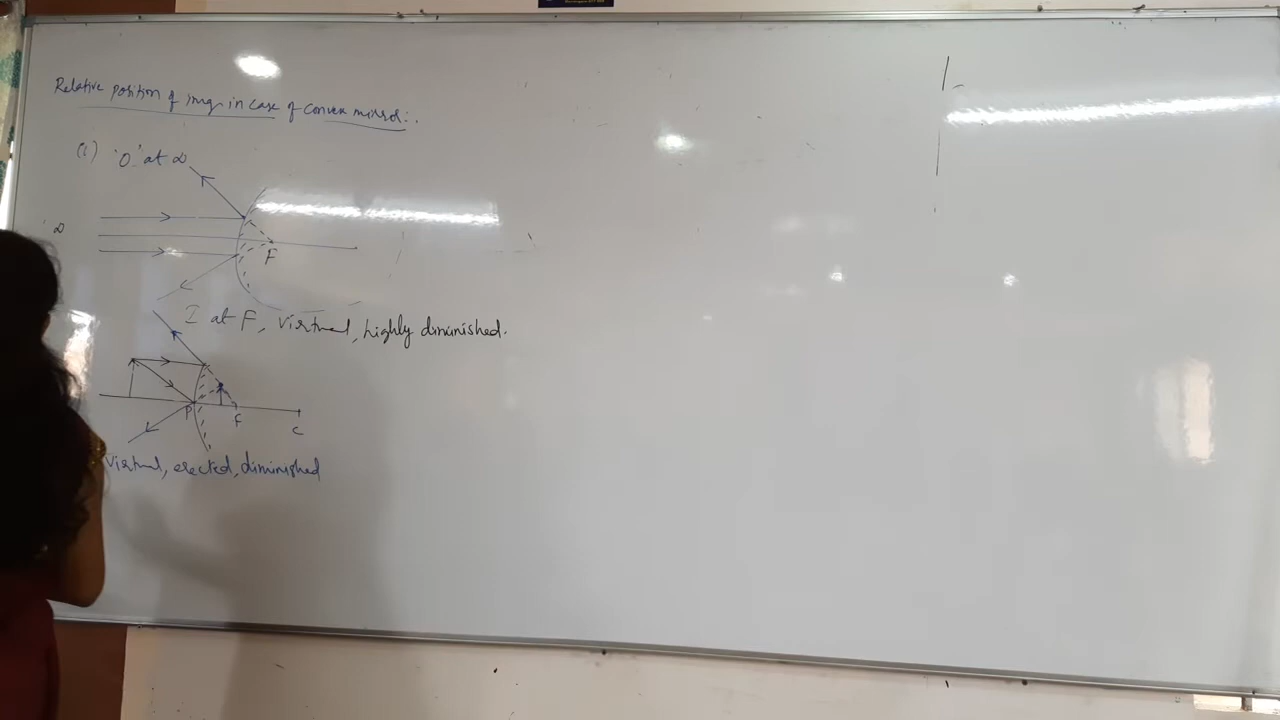 Relative position of img. in case of convex mirror:.
(i) 'O' at ∞
∞
F
I at F, virtual, highly diminished.
P
F
C
virtual, erected, diminished